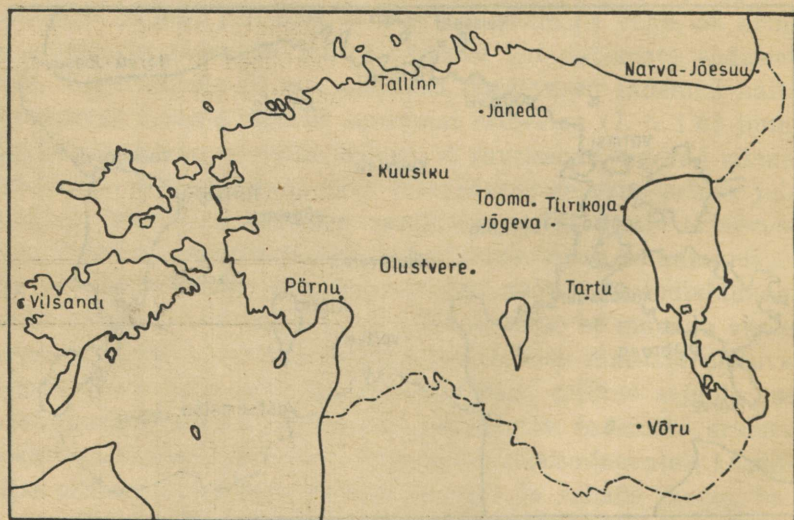 Narva-Jõesuu
Tallinn
Jäneda
Kuusiku
Tooma. Tiirikoja
Jõgeva
Olustvere.
Pärnu
Tartu
Vilsandi
Võru